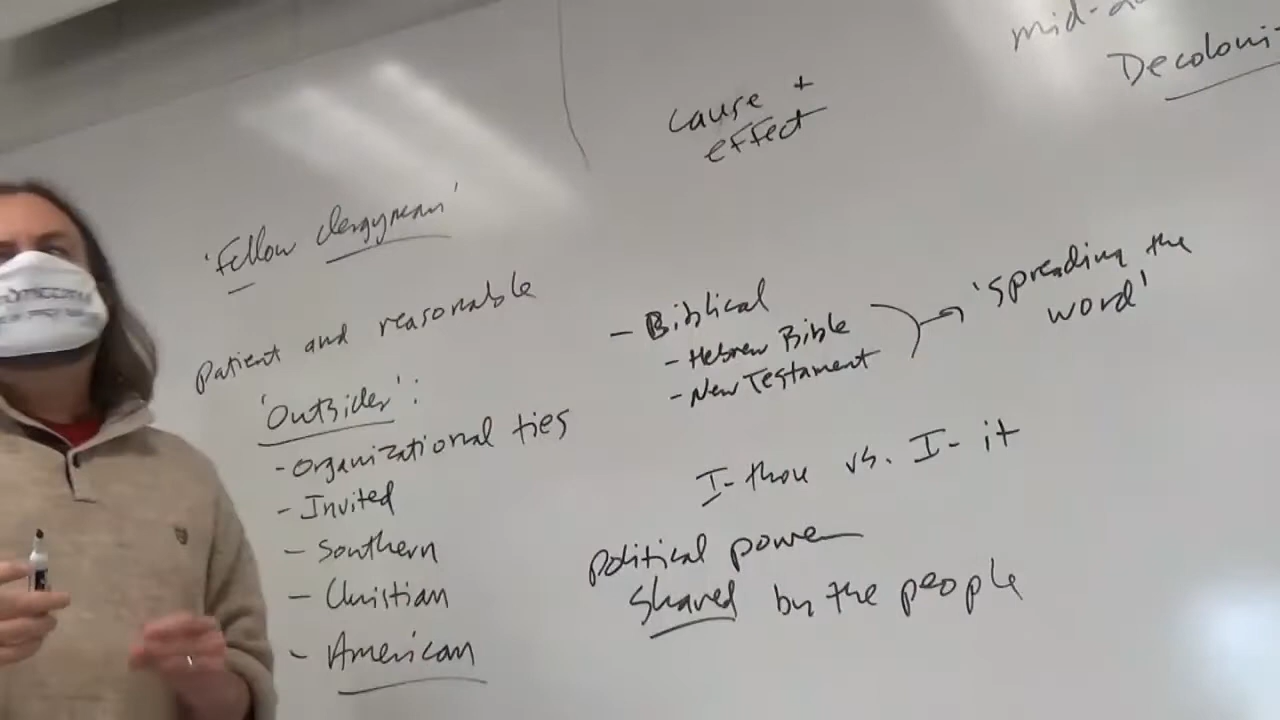 'Fellow clergyman'
Patient and reasonable
'Outsider':
- Organizational ties
- Invited
- Southern
- Christian
- American
cause +
effect
- Biblical
- Hebrew Bible
- New Testament
'spreading the
word'
I-thou vs. I-it
Political power
shared by the people
mid-
Decoloni